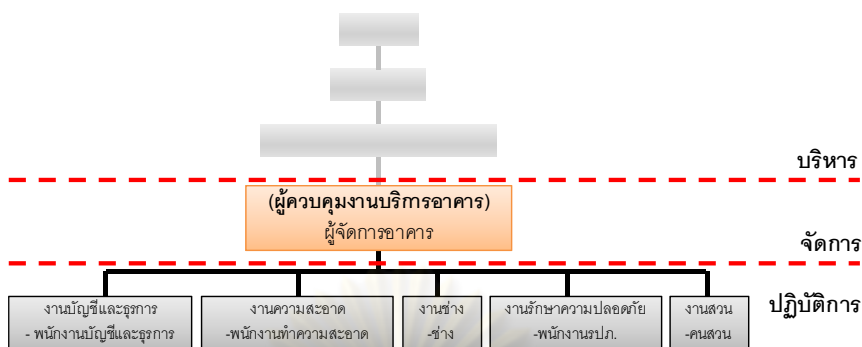 บริหาร
(ผู้ควบคุมงานบริการอาคาร)
ผู้จัดการอาคาร
จัดการ
ปฏิบัติการ
งานบัญชีและธุรการ
- พนักงานบัญชีและธุรการ
งานความสะอาด
-พนักงานทำความสะอาด
งานช่าง
-ช่าง
งานรักษาความปลอดภัย
-พนักงานรปภ.
งานสวน
-คนสวน